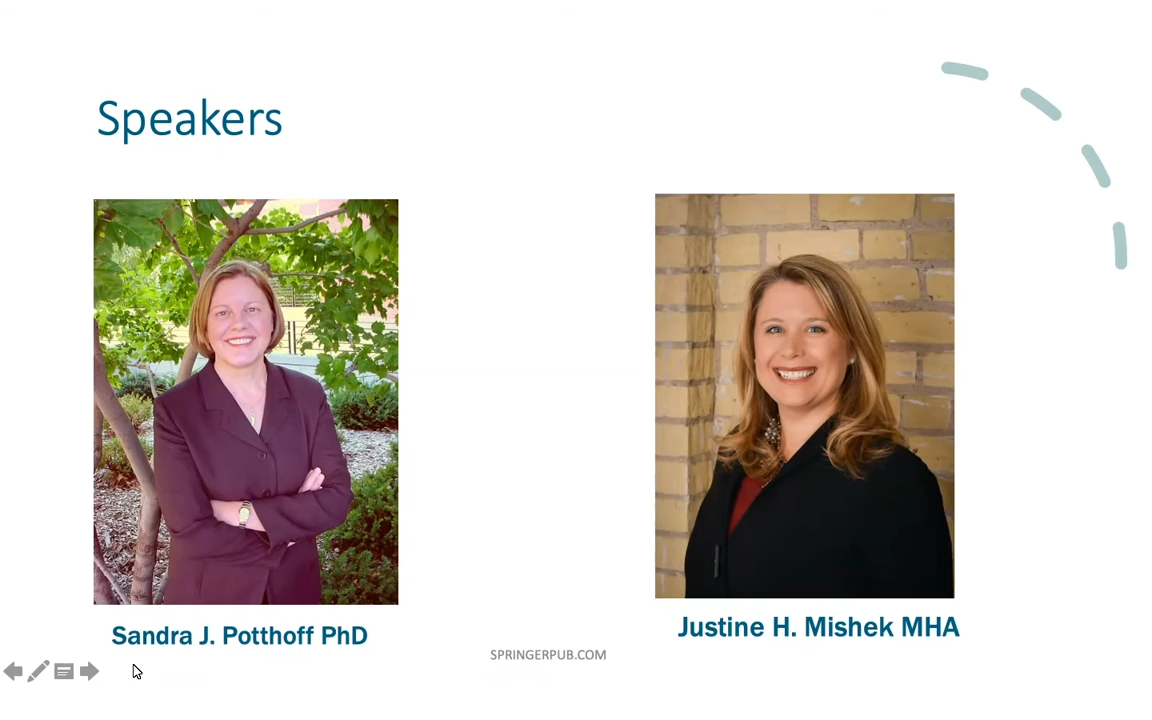 Speakers
Sandra J. Potthoff PhD
Justine H. Mishek MHA
SPRINGERPUB.COM